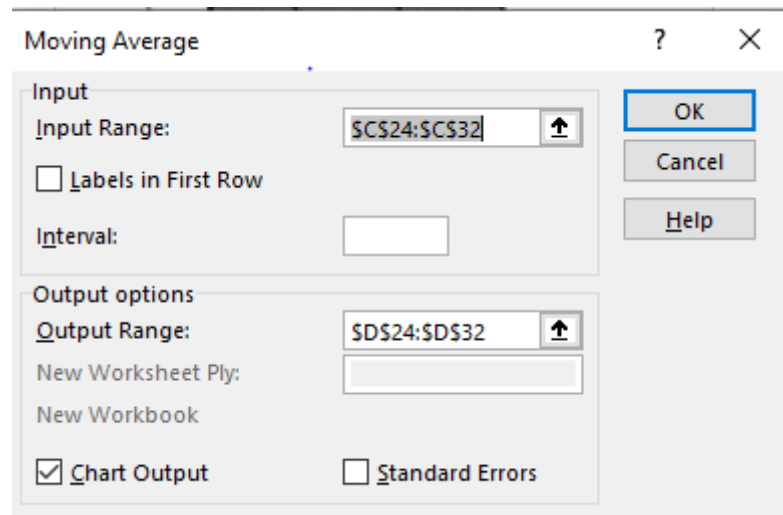 Moving Average ? ×
Input
Input Range: $C$24:$C$32
Labels in First Row
Interval:
OK
Cancel
Help
Output options
Output Range: $D$24:$D$32
New Worksheet Ply:
New Workbook
Chart Output Standard Errors